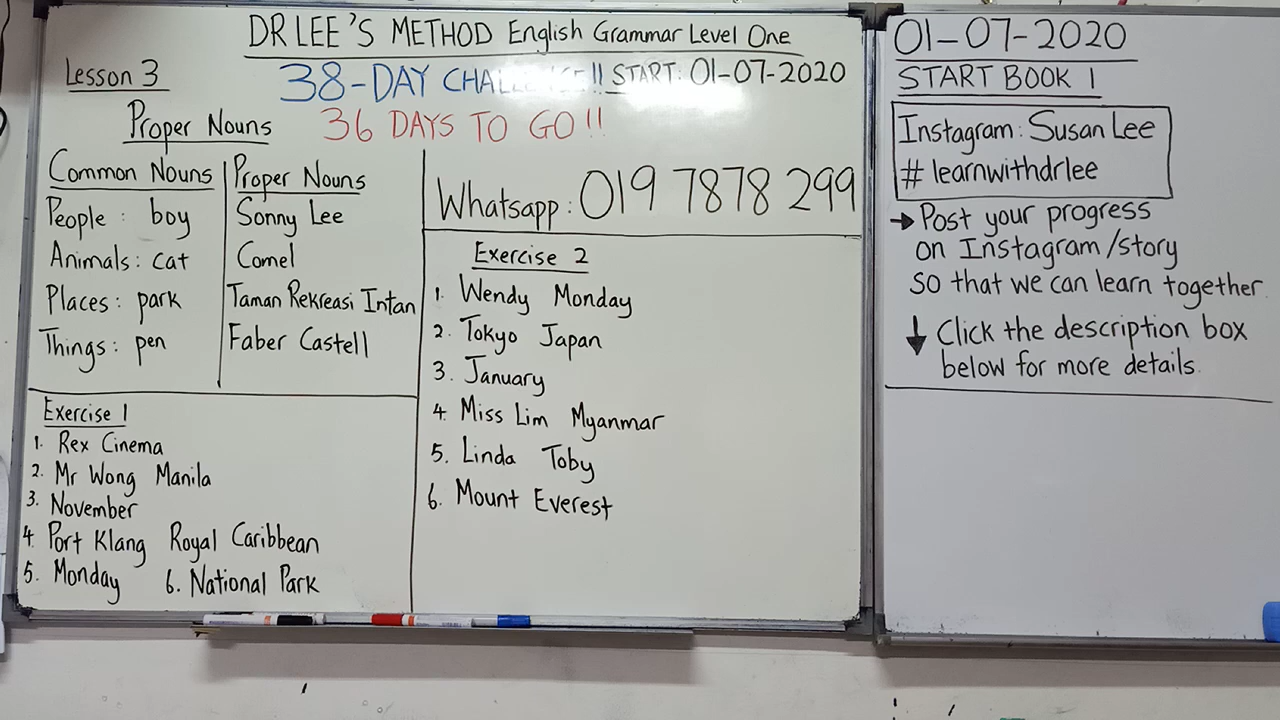 DR LEE'S METHOD English Grammar Level One
Lesson 3
38-DAY CHALLENGE!! START: 01-07-2020
Proper Nouns
36 DAYS TO GO!!
Common Nouns
People: boy
Animals: cat
Places: park
Things: pen
Proper Nouns
Sonny Lee
Comel
Taman Rekreasi Intan
Faber Castell
Exercise 1
1. Rex Cinema
2. Mr Wong Manila
3. November
4. Port Klang Royal Caribbean
5. Monday 6. National Park
Whatsapp: 019 7878 299
Exercise 2
1. Wendy Monday
2. Tokyo Japan
3. January
4. Miss Lim Myanmar
5. Linda Toby
6. Mount Everest
01-07-2020
START BOOK 1
Instagram: Susan Lee
# learnwithdrlee
→ Post your progress
on Instagram/story
so that we can learn together.
↓ Click the description box
below for more details.